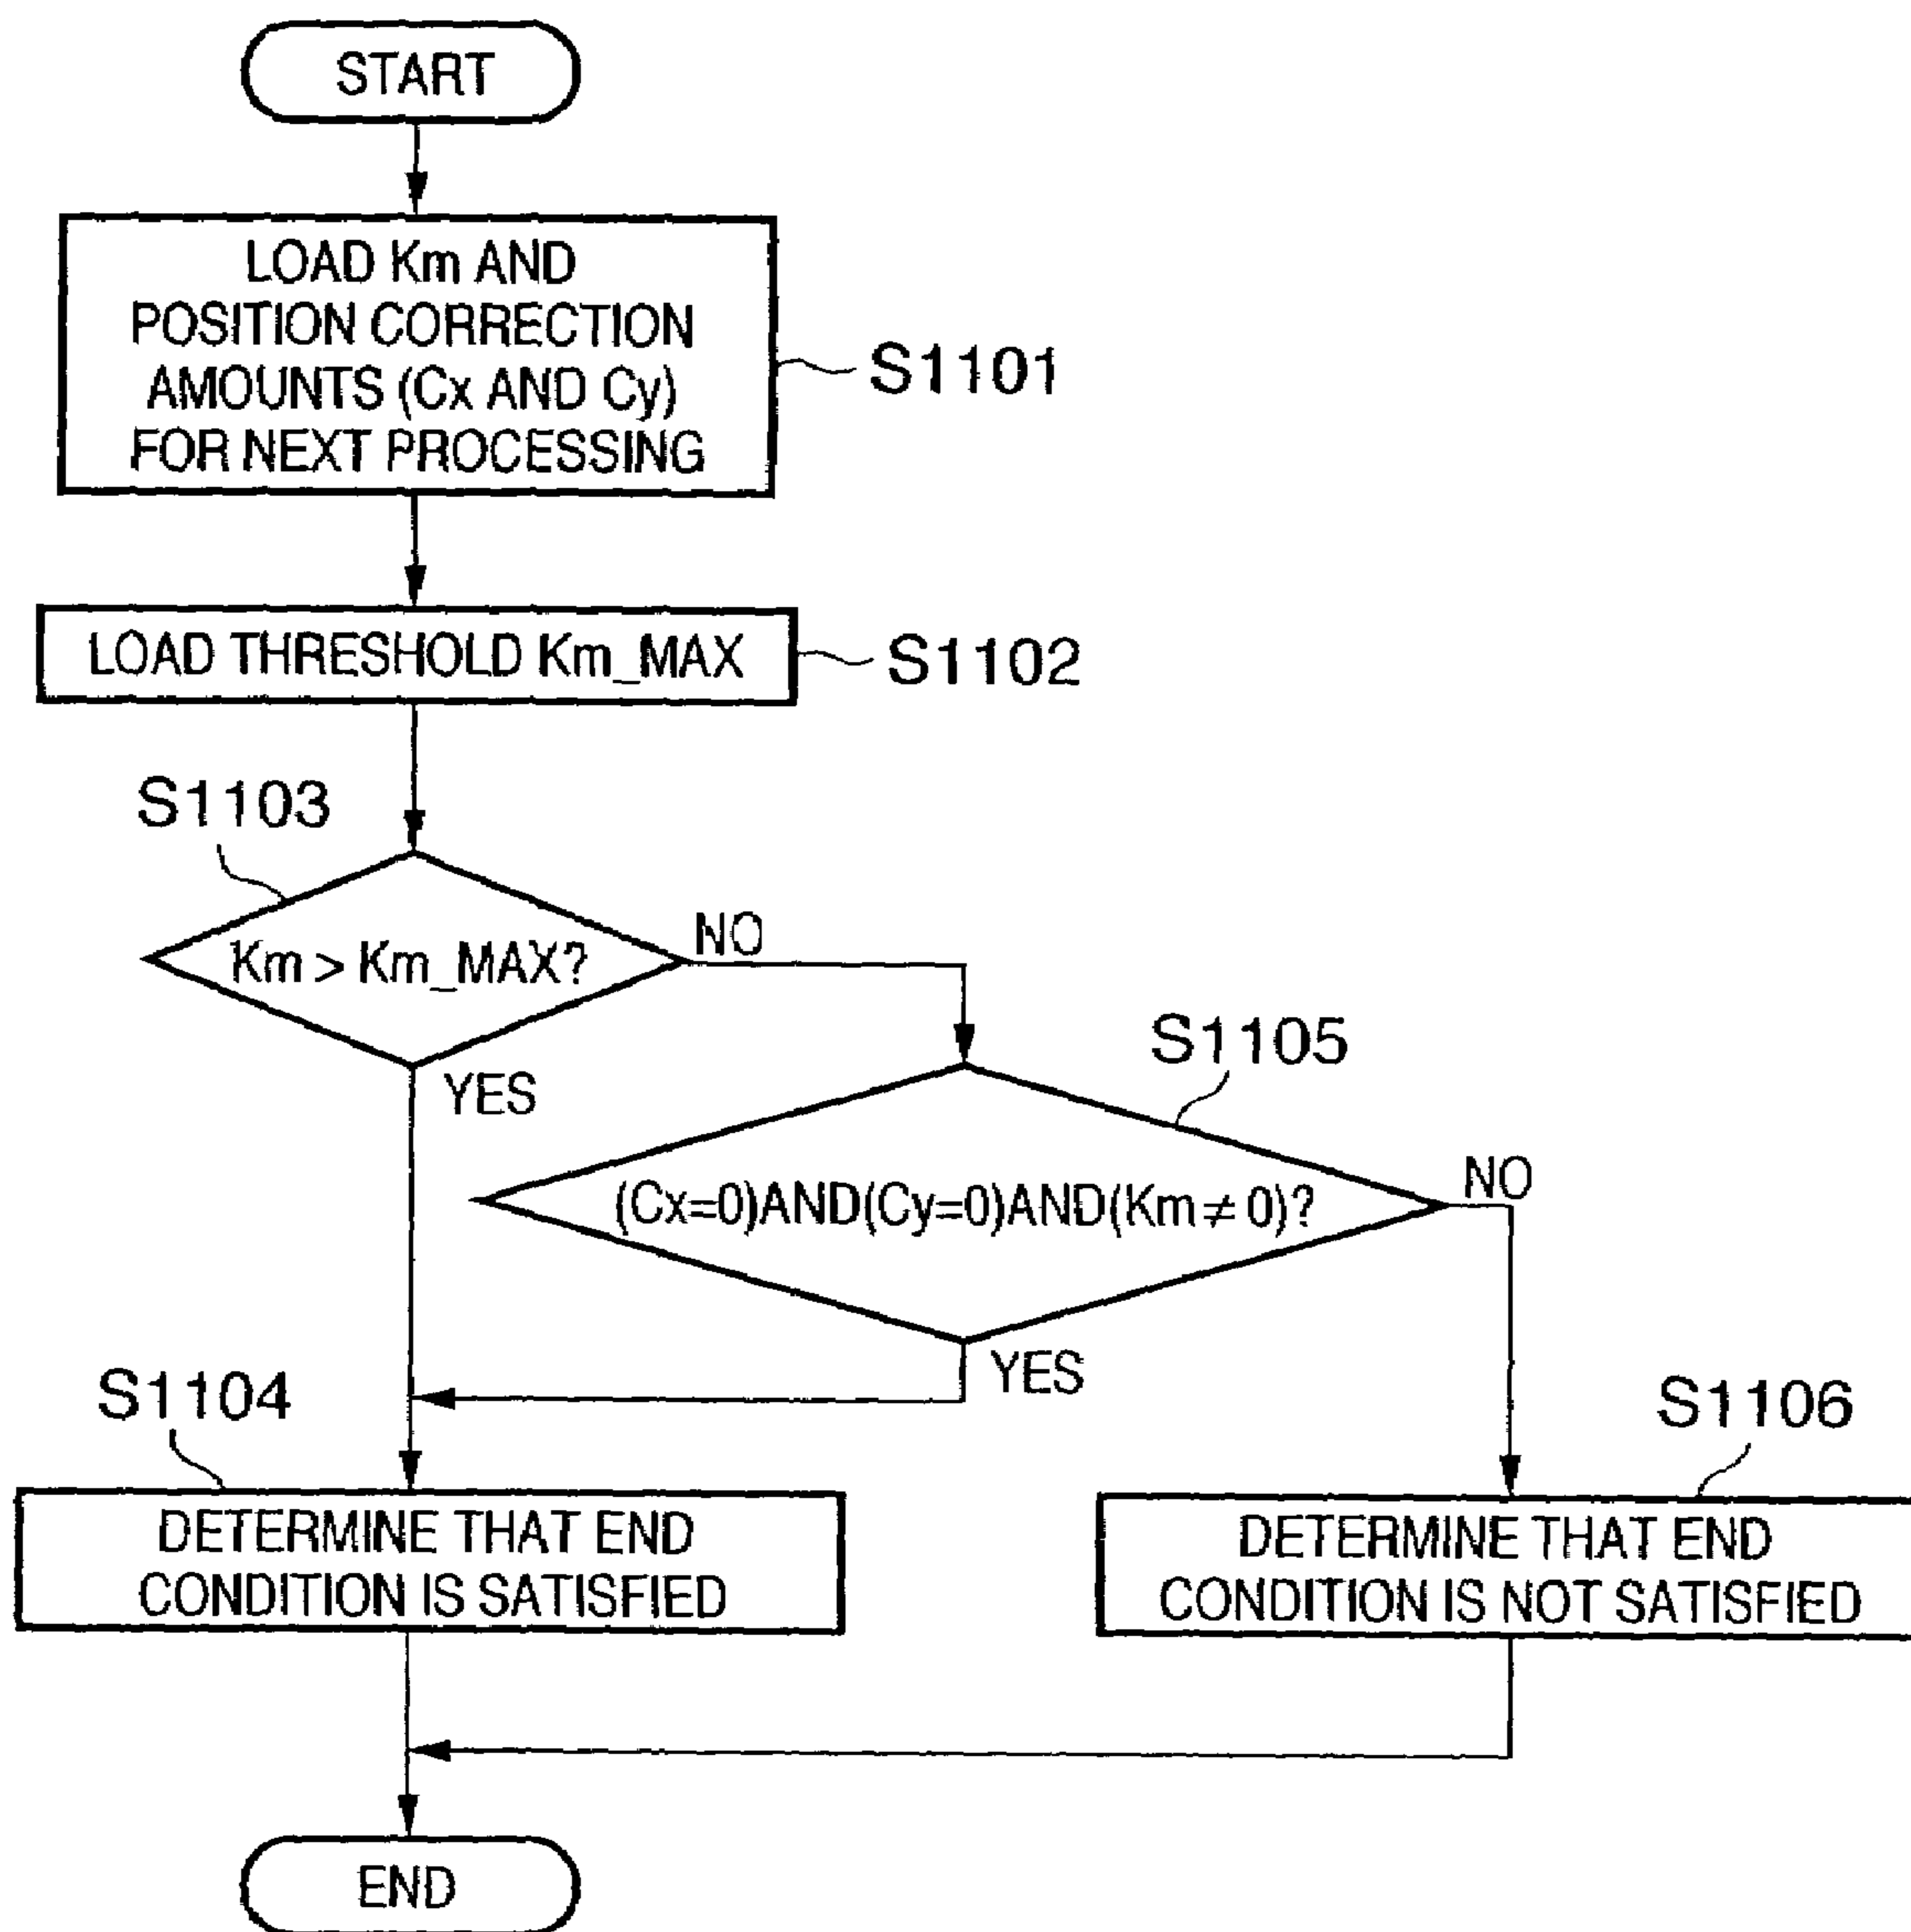 START
LOAD Km AND
POSITION CORRECTION
AMOUNTS (Cx AND Cy)
FOR NEXT PROCESSING
S1101
LOAD THRESHOLD Km_MAX
S1102
S1103
Km > Km_MAX?
NO
YES
S1105
(Cx=0)AND(Cy=0)AND(Km ≠ 0)?
NO
YES
S1104
DETERMINE THAT END
CONDITION IS SATISFIED
S1106
DETERMINE THAT END
CONDITION IS NOT SATISFIED
END